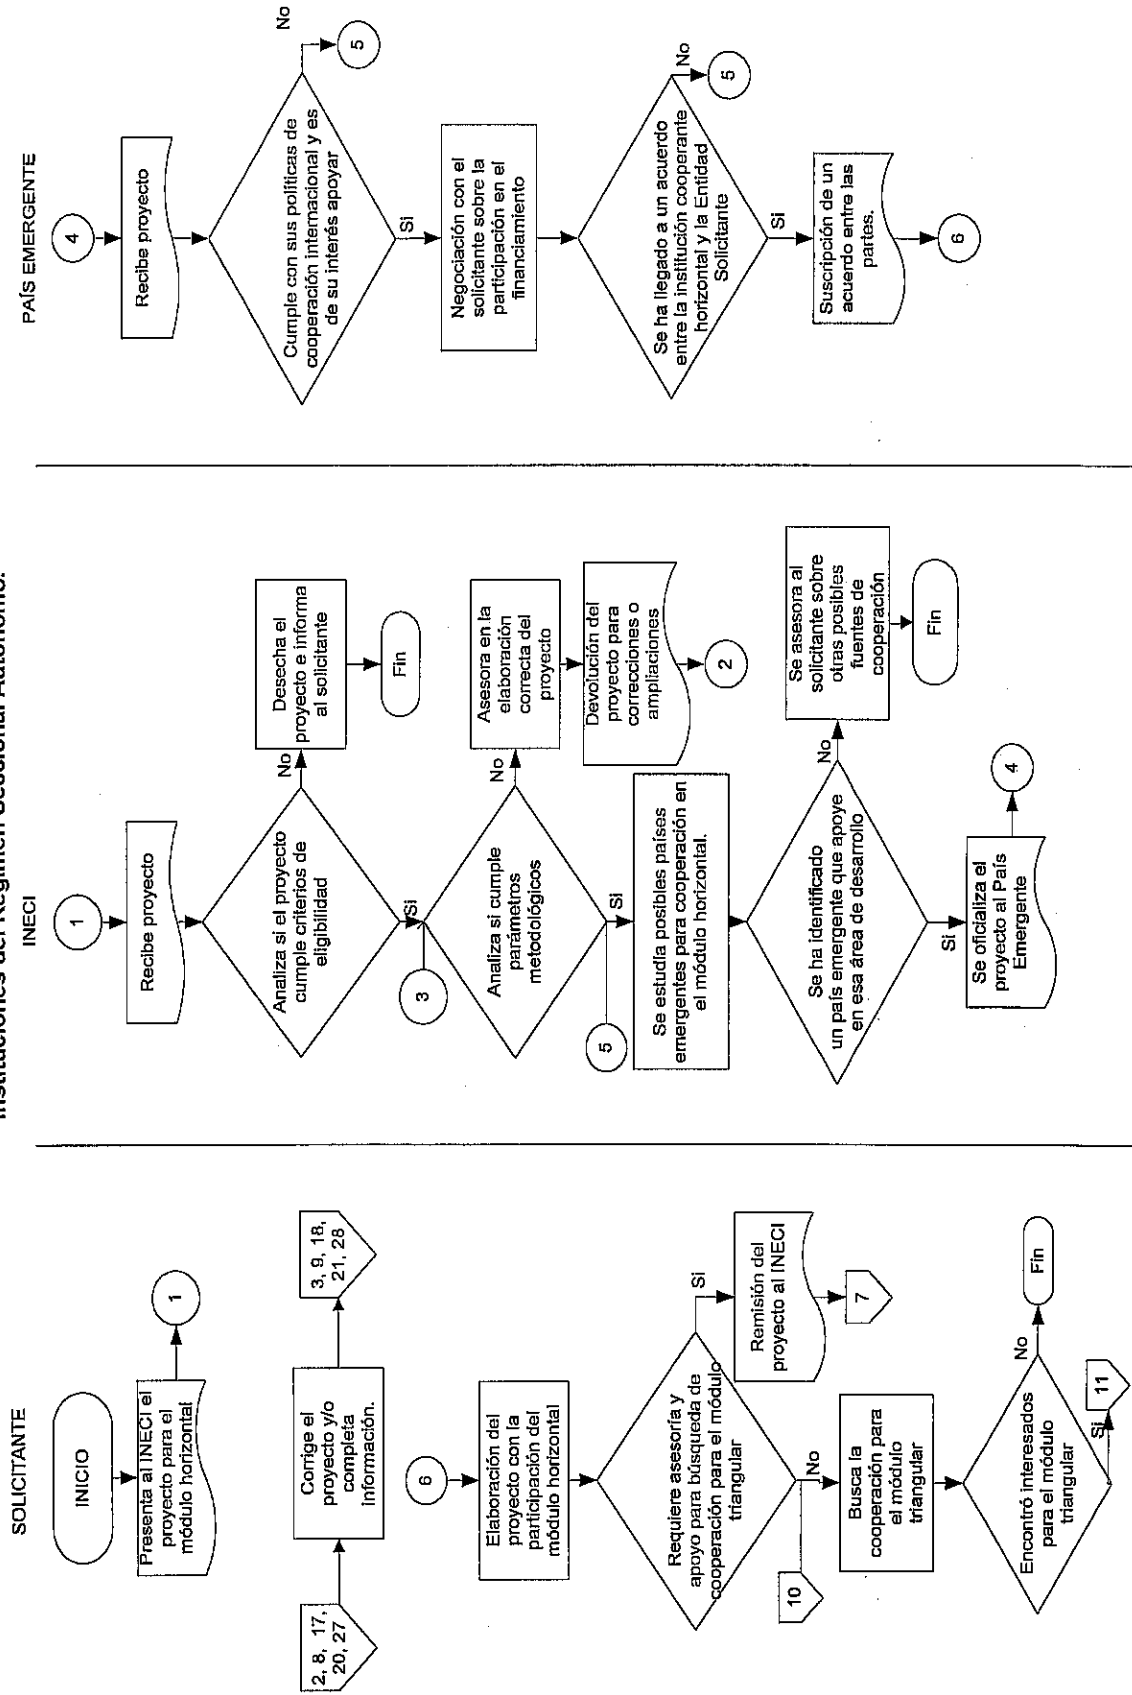 Instituciones del Régimen Seccional Autónomo.
SOLICITANTE
INICIO
Presenta al INECI el
proyecto para el
módulo horizontal
1
2, 8, 17,
20, 27
Corrige el
proyecto y/o
completa
información.
3, 9, 18,
21, 28
6
Elaboración del
proyecto con la
participación del
módulo horizontal
Requiere asesoría y
apoyo para búsqueda de
cooperación para el módulo
triangular
Si
Remisión del
proyecto al INECI
7
No
10
Busca la
cooperación para
el módulo
triangular
Encontró interesados
para el módulo
triangular
No
Fin
Si
11
INECI
1
Recibe proyecto
Analiza si el proyecto
cumple criterios de
eligibilidad
No
Desecha el
proyecto e informa
al solicitante
Fin
Si
3
Analiza si cumple
parámetros
metodológicos
No
Asesora en la
elaboración
correcta del
proyecto
Devolución del
proyecto para
correcciones o
ampliaciones
2
Si
5
Se estudia posibles países
emergentes para cooperación en
el módulo horizontal.
Se ha identificado
un país emergente que apoye
en esa área de desarrollo
No
Se asesora al
solicitante sobre
otras posibles
fuentes de
cooperación
Fin
Si
Se oficializa el
proyecto al País
Emergente
4
PAÍS EMERGENTE
4
Recibe proyecto
Cumple con sus políticas de
cooperación internacional y es
de su interés apoyar
No
5
Si
Negociación con el
solicitante sobre la
participación en el
financiamiento
Se ha llegado a un acuerdo
entre la institución cooperante
horizontal y la Entidad
Solicitante
No
5
Si
Suscripción de un
acuerdo entre las
partes.
6